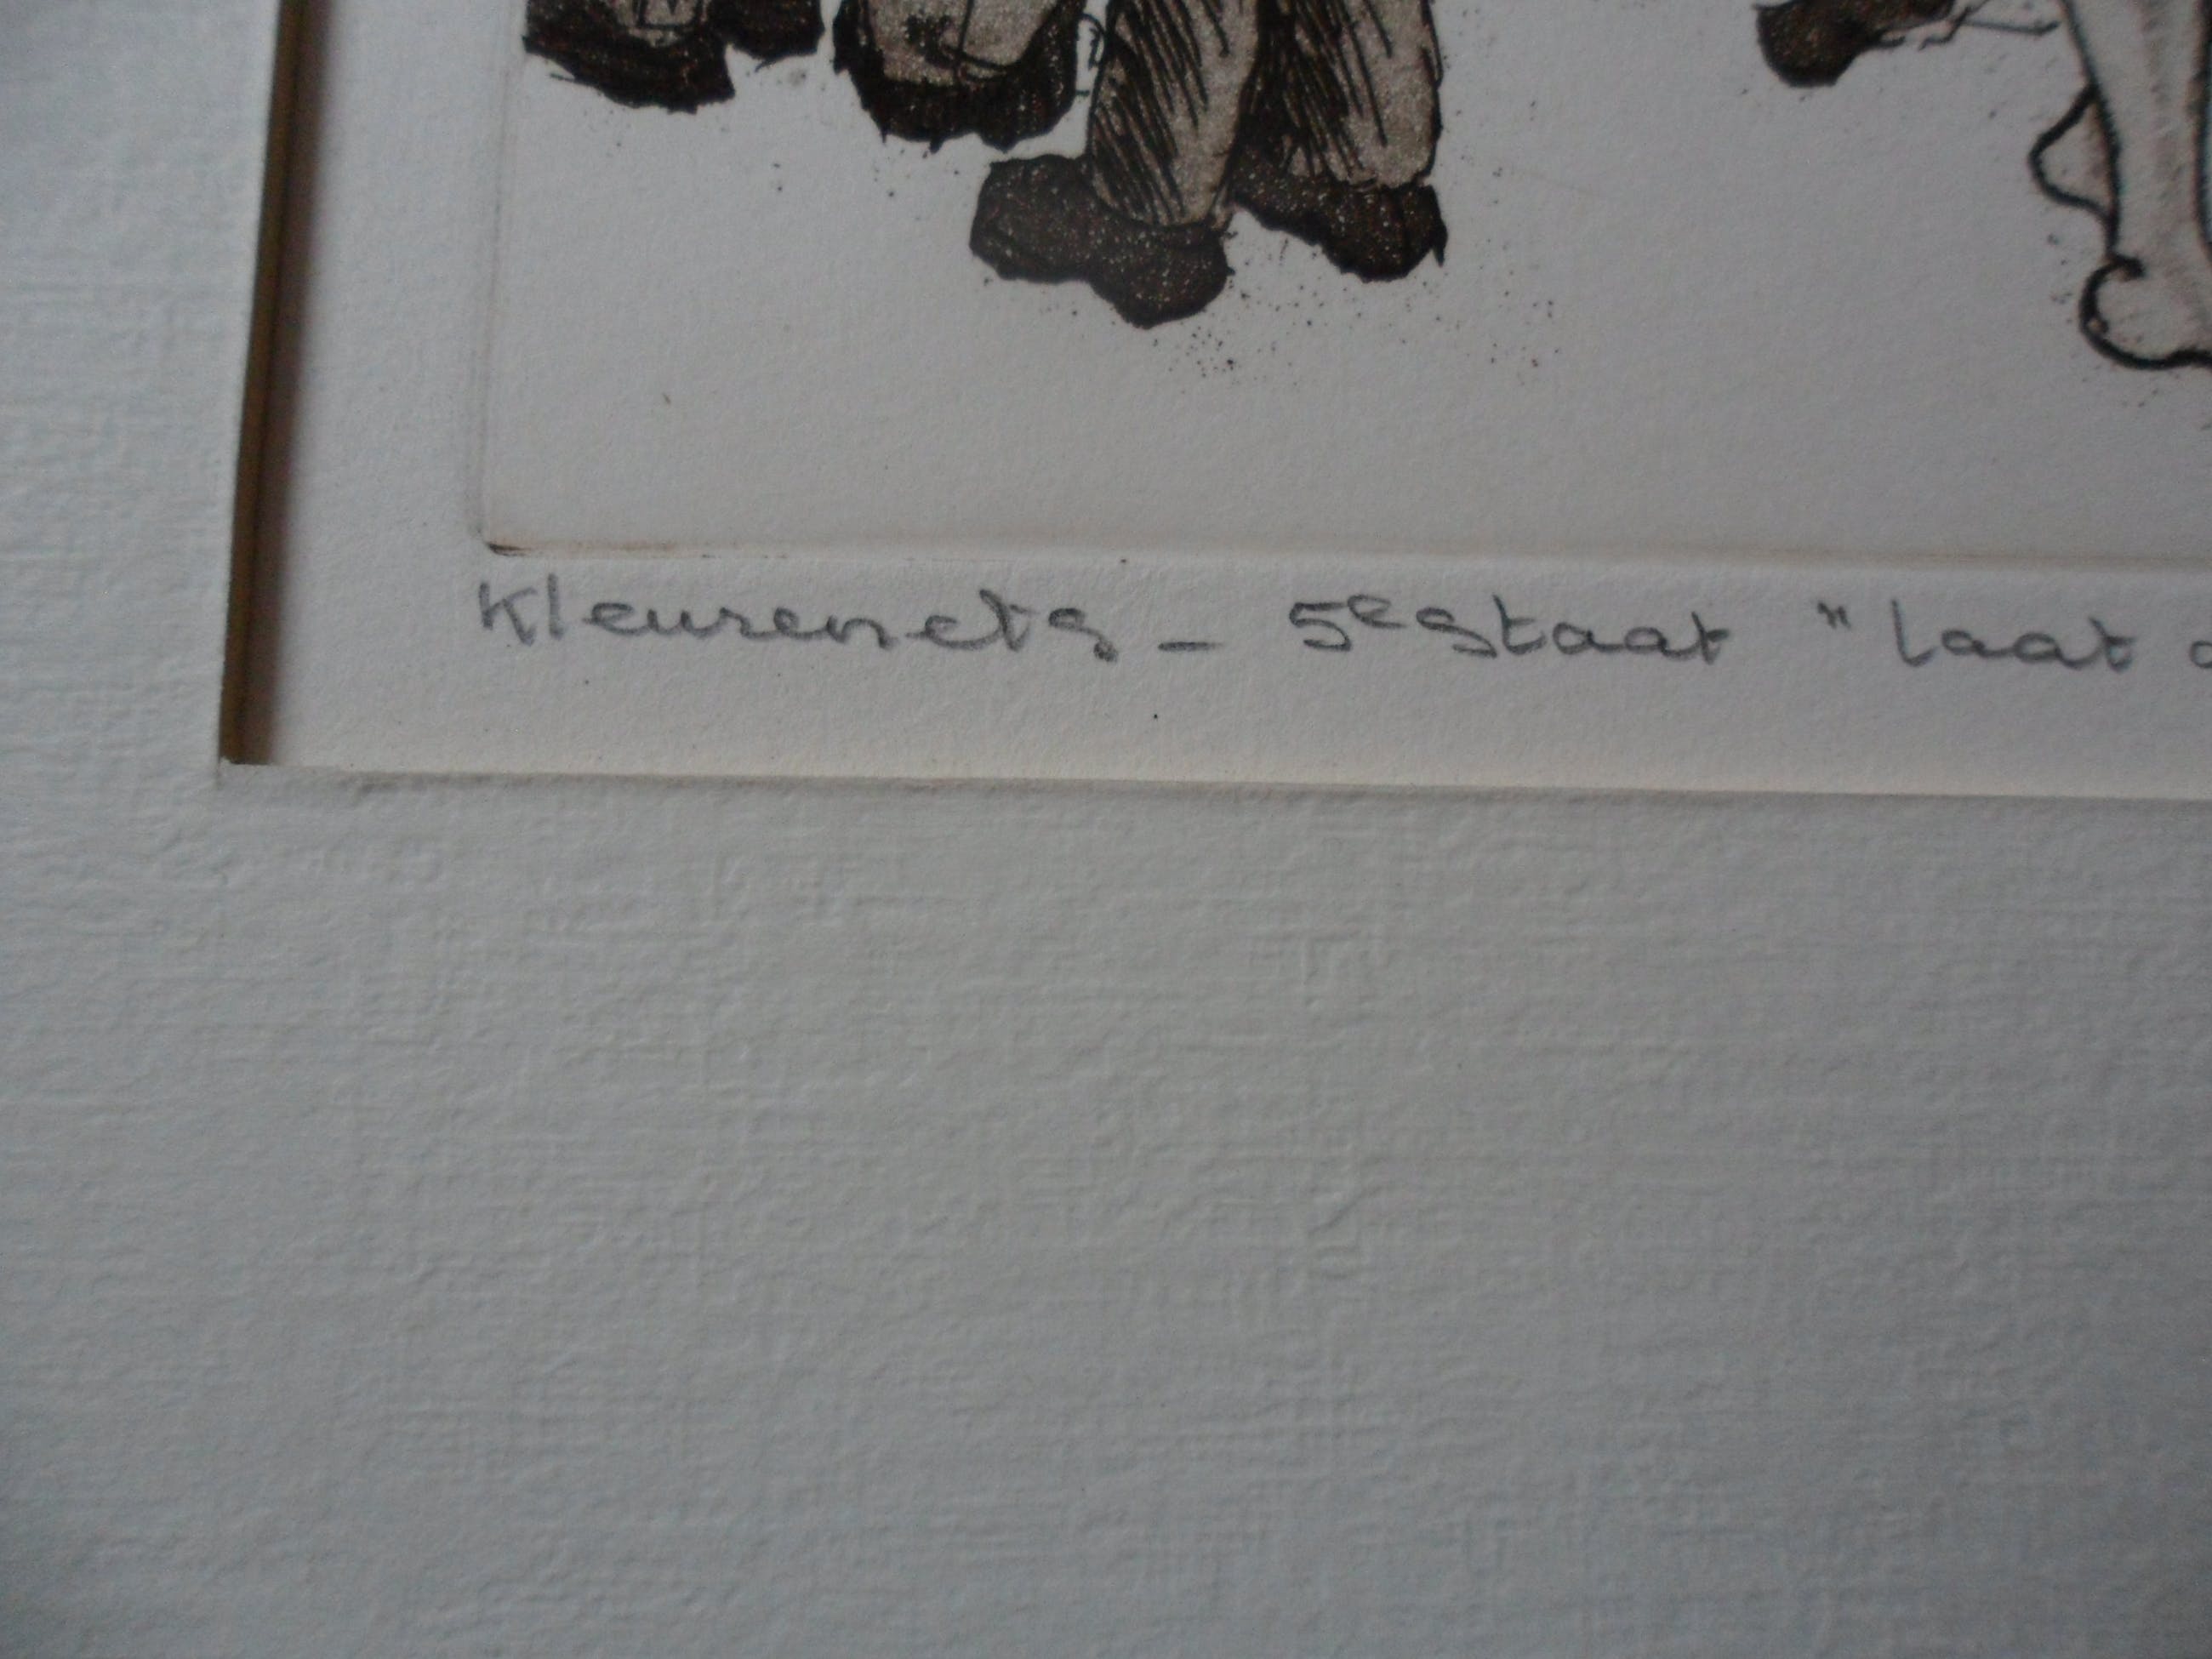 Kleurenets – 5e staat "laat